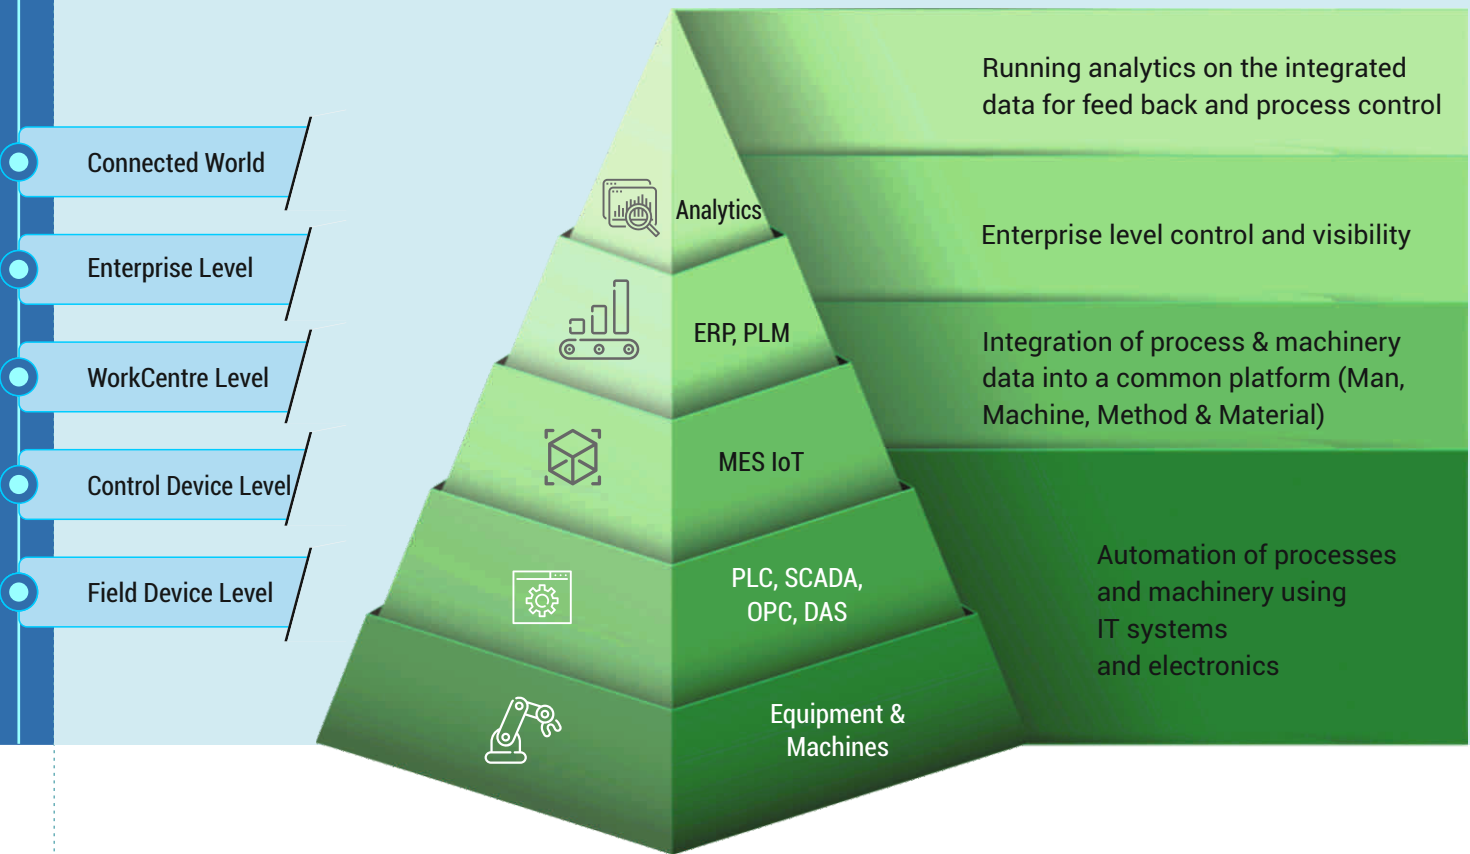 Connected World
Enterprise Level
WorkCentre Level
Control Device Level
Field Device Level
Analytics
ERP, PLM
MES IoT
PLC, SCADA,
OPC, DAS
Equipment &
Machines
Running analytics on the integrated
data for feed back and process control
Enterprise level control and visibility
Integration of process & machinery
data into a common platform (Man,
Machine, Method & Material)
Automation of processes
and machinery using
IT systems
and electronics